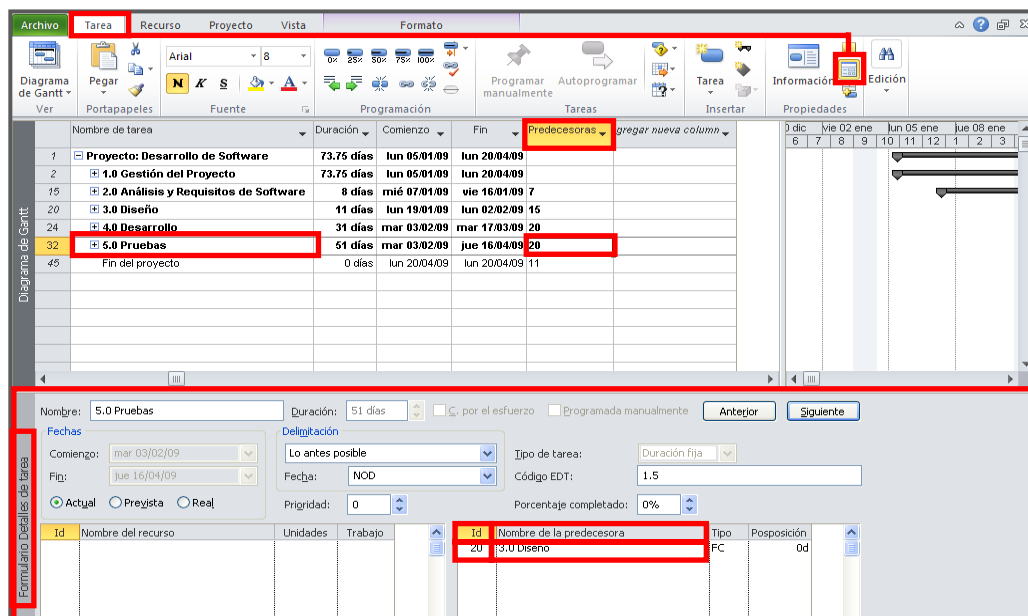 Archivo Tarea Recurso Proyecto Vista Formato
Arial 8
0% 25% 50% 75% 100%
N K S A
Diagrama de Gantt
Pegar
Programar manualmente
Autoprogramar
Tarea
Información
Edición
Ver Portapapeles Fuente Programación Tareas Insertar Propiedades
Nombre de tarea Duración Comienzo Fin Predecesoras gregar nueva column
dic vie 02 ene lun 05 ene jue 08 ene
6 7 8 9 10 11 12 1 2 3
1 Proyecto: Desarrollo de Software 73.75 días lun 05/01/09 lun 20/04/09
2 1.0 Gestión del Proyecto 73.75 días lun 05/01/09 lun 20/04/09
15 2.0 Análisis y Requisitos de Software 8 días mié 07/01/09 vie 16/01/09 7
20 3.0 Diseño 11 días lun 19/01/09 lun 02/02/09 15
24 4.0 Desarrollo 31 días mar 03/02/09 mar 17/03/09 20
32 5.0 Pruebas 51 días mar 03/02/09 jue 16/04/09 20
45 Fin del proyecto 0 días lun 20/04/09 lun 20/04/09 11
Diagrama de Gantt
Nombre: 5.0 Pruebas Duración: 51 días C. por el esfuerzo Programada manualmente Anterior Siguiente
Fechas Delimitación
Comienzo: mar 03/02/09 Lo antes posible Tipo de tarea: Duración fija
Fin: jue 16/04/09 Fecha: NOD Código EDT: 1.5
Actual Prevista Real Prioridad: 0 Porcentaje completado: 0%
Id Nombre del recurso Unidades Trabajo Id Nombre de la predecesora Tipo Posposición
20 3.0 Diseño FC 0d
Formulario Detalles de tarea